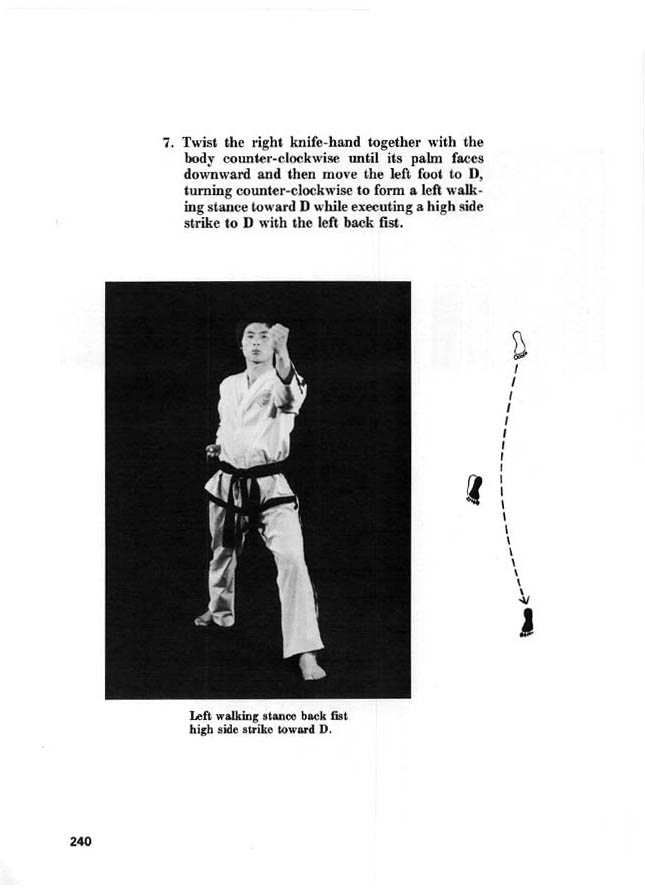 7. Twist the right knife-hand together with the
body counter-clockwise until its palm faces
downward and then move the left foot to D,
turning counter-clockwise to form a left walk-
ing stance toward D while executing a high side
strike to D with the left back fist.
Left walking stance back fist
high side strike toward D.
240